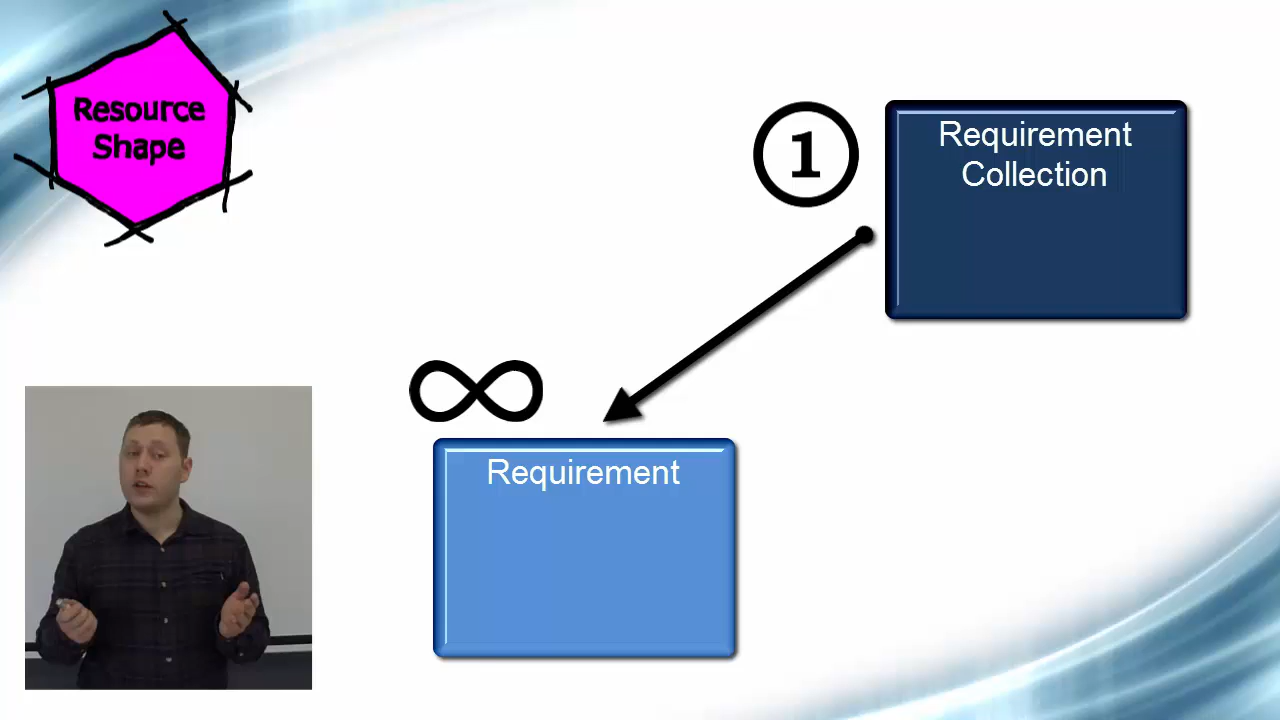 Resource
Shape
1
Requirement
Collection
∞
Requirement